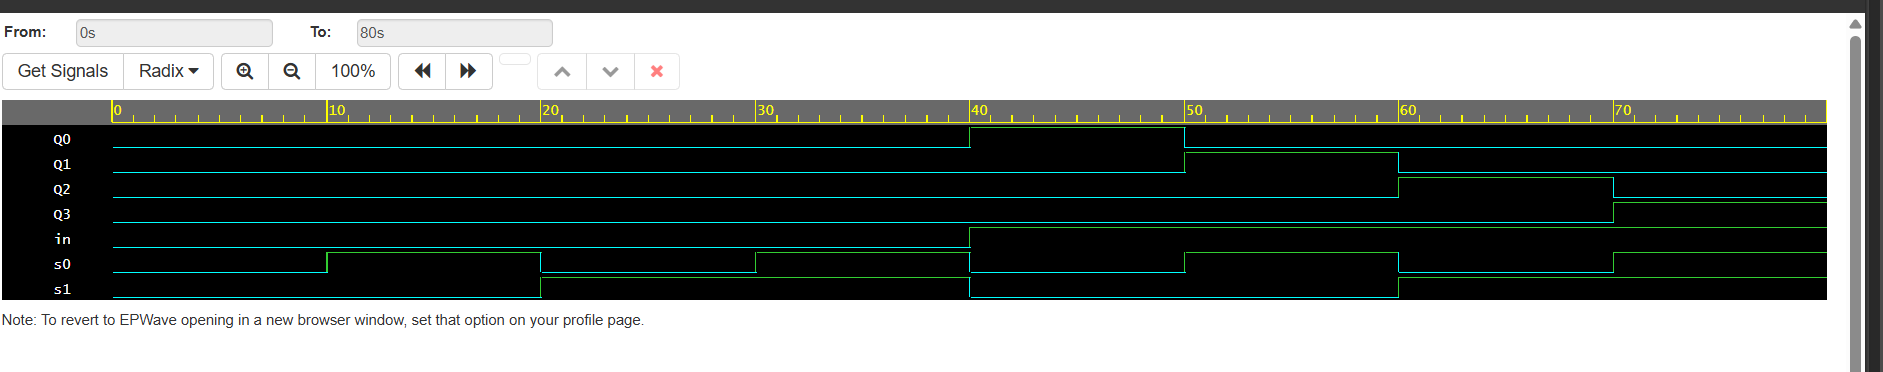 From: 0s To: 80s
Get Signals Radix 100%
0 10 20 30 40 50 60 70
Q0
Q1
Q2
Q3
in
s0
s1
Note: To revert to EPWave opening in a new browser window, set that option on your profile page.